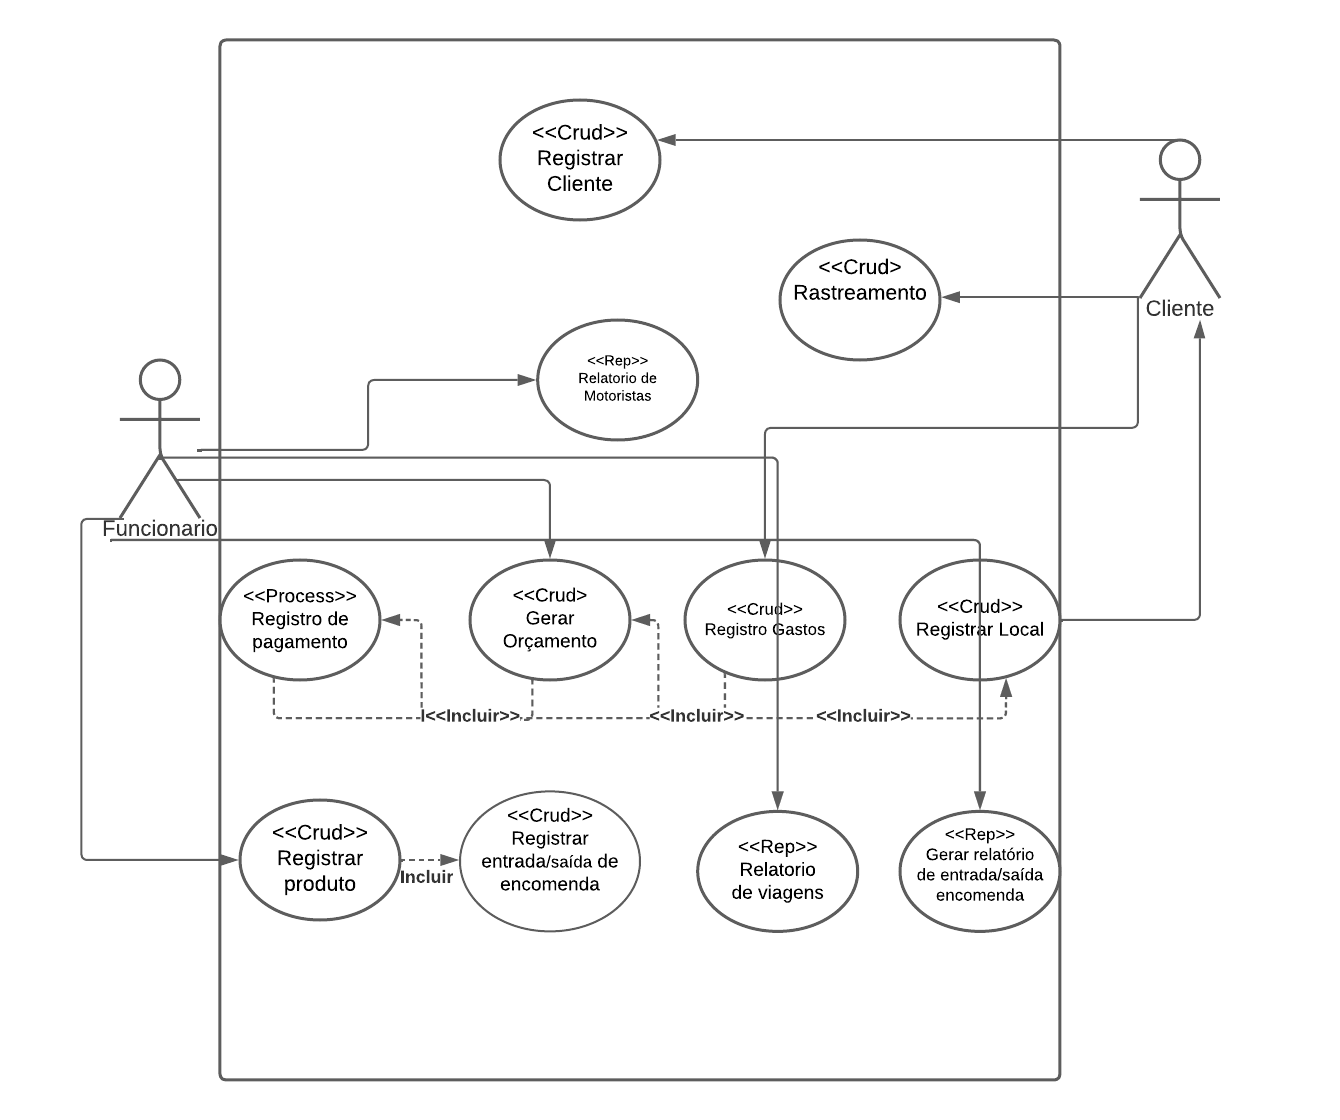 <<Crud>>
Registrar
Cliente
<<Crud>
Rastreamento
Cliente
<<Rep>>
Relatorio de
Motoristas
Funcionario
<<Process>>
Registro de
pagamento
<<Crud>
Gerar
Orçamento
<<Crud>>
Registro Gastos
<<Crud>>
Registrar Local
I<<Incluir>>
<<Incluir>>
<<Incluir>>
<<Crud>>
Registrar
produto
Incluir
<<Crud>>
Registrar
entrada/saída de
encomenda
<<Rep>>
Relatorio
de viagens
<<Rep>>
Gerar relatório
de entrada/saída
encomenda